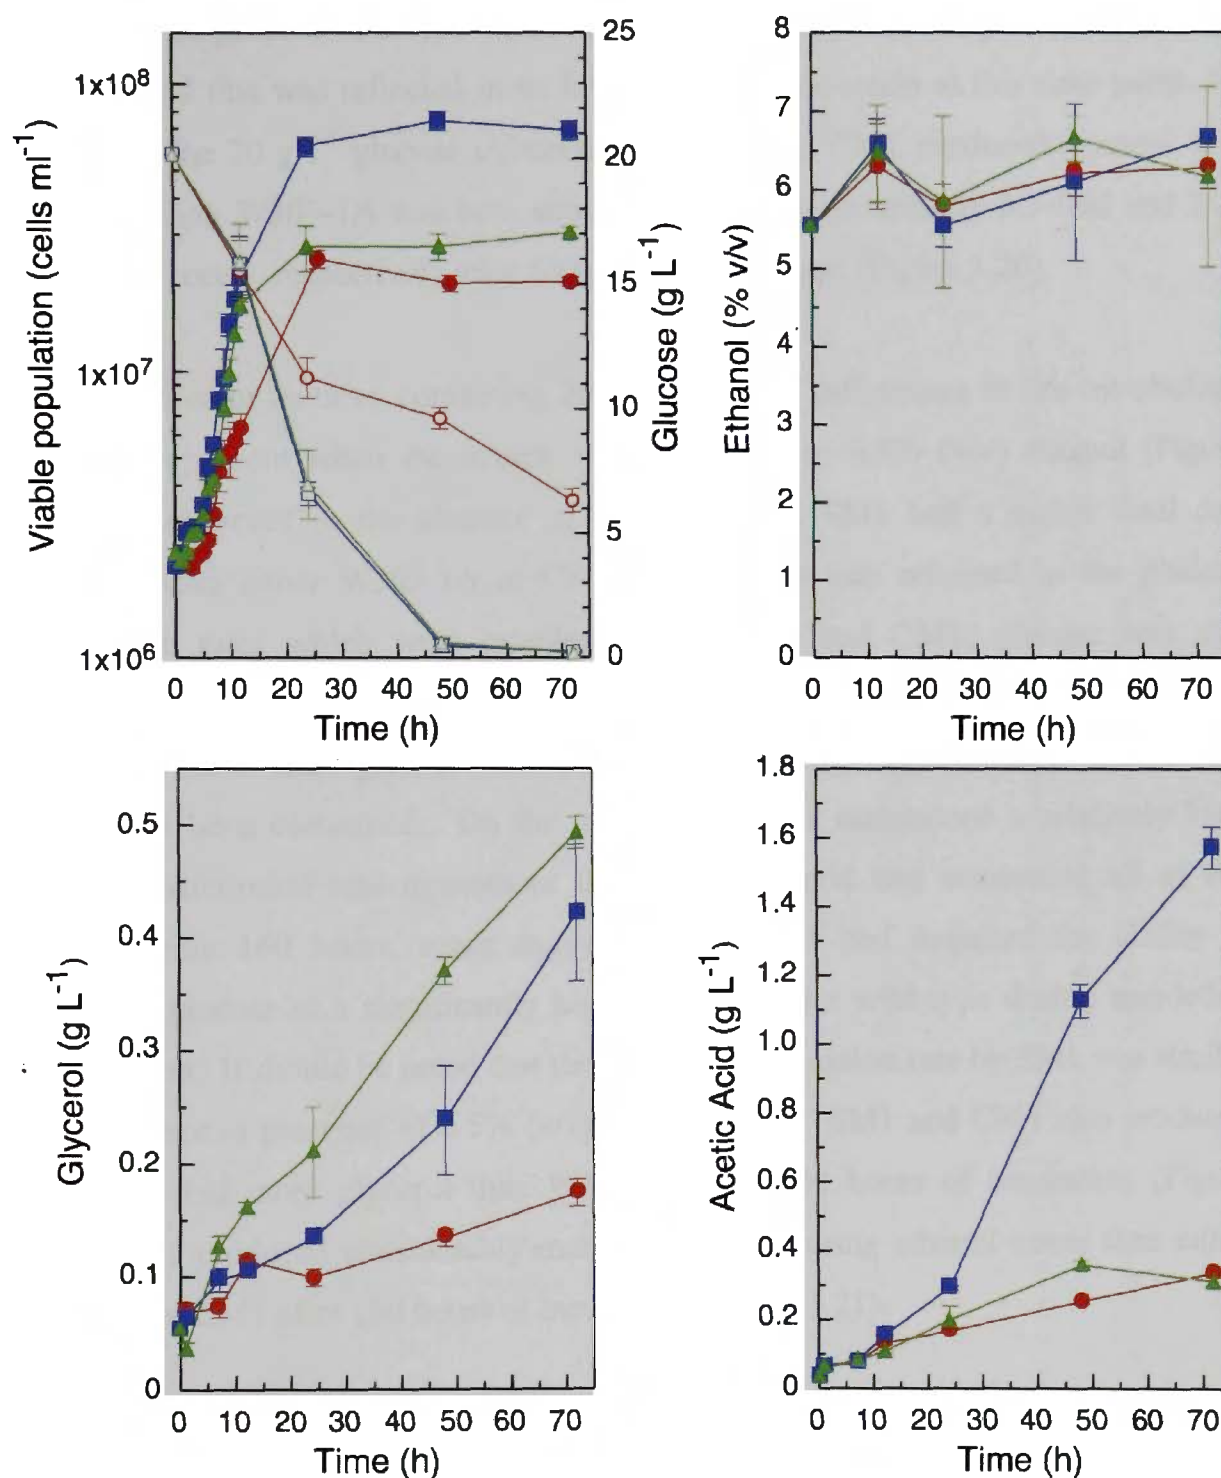 Viable population (cells ml⁻¹)
1x10⁸
1x10⁷
1x10⁶
0 10 20 30 40 50 60 70
Time (h)
25
20
15
10
5
0
Glucose (g L⁻¹)
Ethanol (% v/v)
8
7
6
5
4
3
2
1
0
0 10 20 30 40 50 60 70
Time (h)
Glycerol (g L⁻¹)
0.5
0.4
0.3
0.2
0.1
0
0 10 20 30 40 50 60 70
Time (h)
Acetic Acid (g L⁻¹)
1.8
1.6
1.4
1.2
1.0
0.8
0.6
0.4
0.2
0
0 10 20 30 40 50 60 70
Time (h)